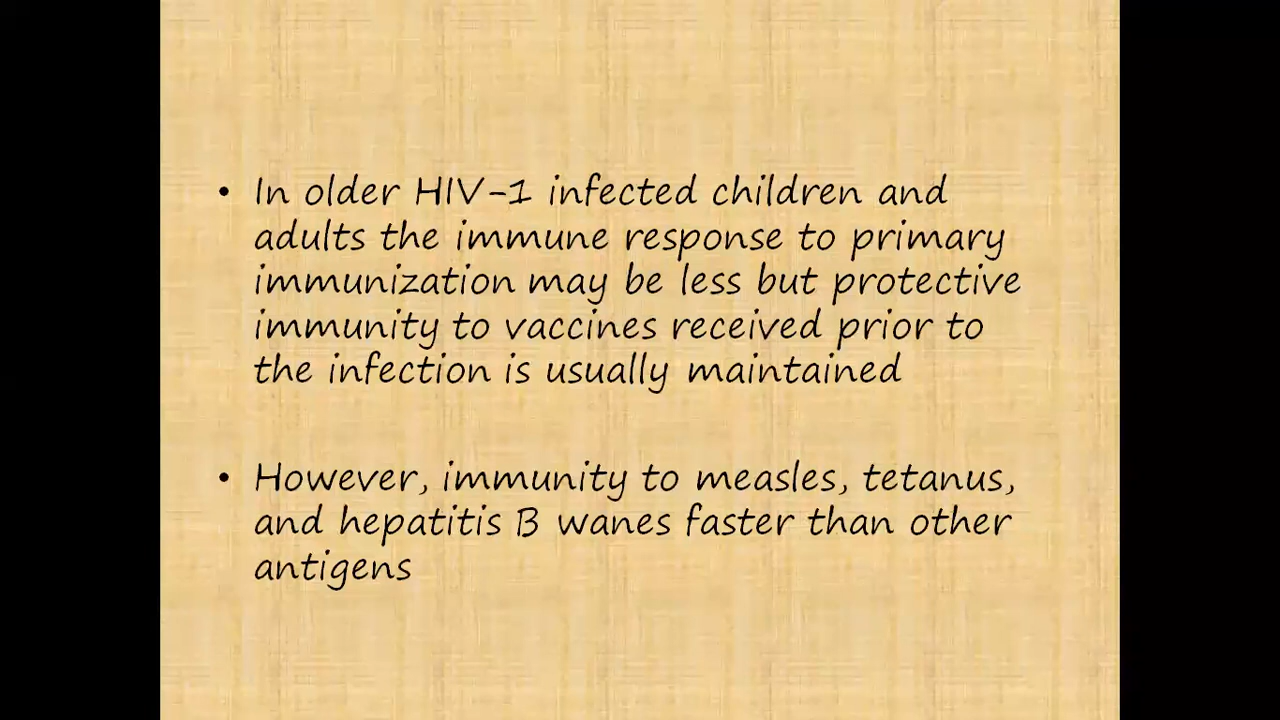 • In older HIV-1 infected children and
adults the immune response to primary
immunization may be less but protective
immunity to vaccines received prior to
the infection is usually maintained
• However, immunity to measles, tetanus,
and hepatitis B wanes faster than other
antigens